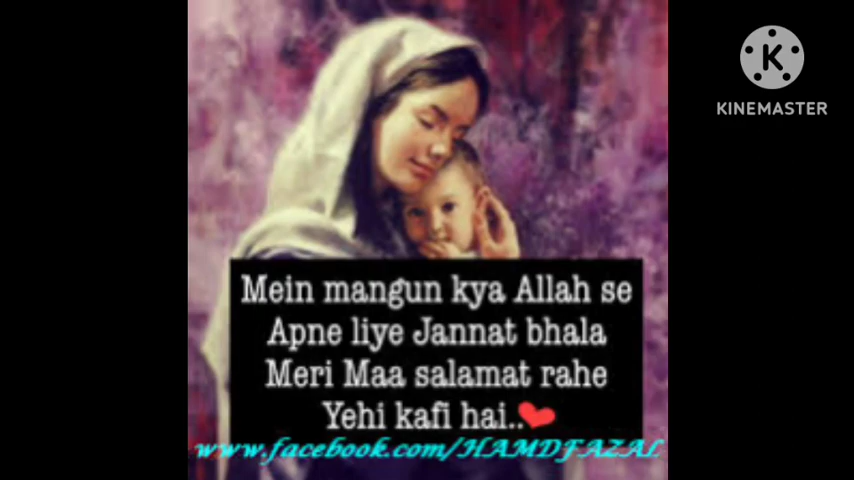 KINEMASTER
Mein mangun kya Allah se
Apne liye Jannat bhala
Meri Maa salamat rahe
Yehi kafi hai..❤
www.facebook.com/HAMDFAZAL